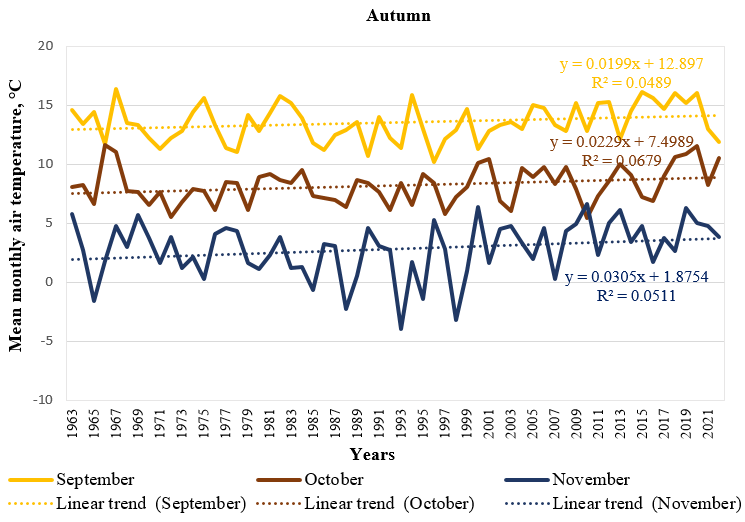 Autumn
Mean monthly air temperature, °C
20
15
10
5
0
-5
-10
y = 0.0199x + 12.897
R² = 0.0489
y = 0.0229x + 7.4989
R² = 0.0679
y = 0.0305x + 1.8754
R² = 0.0511
1963 1965 1966 1967 1969 1971 1973 1975 1977 1979 1981 1983 1985 1987 1989 1991 1993 1995 1997 1999 2001 2003 2005 2007 2009 2011 2013 2015 2017 2019 2021
Years
September October November
Linear trend (September) Linear trend (October) Linear trend (November)